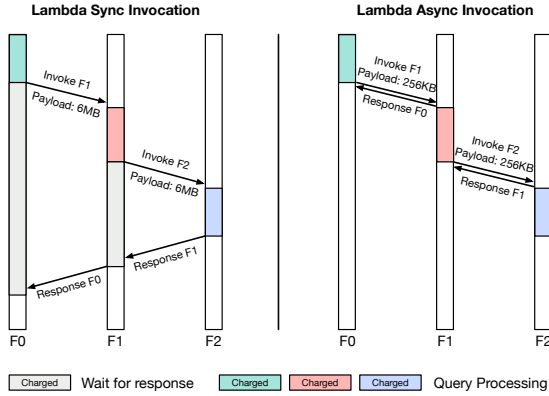 Lambda Sync Invocation
Invoke F1
Payload: 6MB
Invoke F2
Payload: 6MB
Response F1
Response F0
F0
F1
F2
Lambda Async Invocation
Invoke F1
Payload: 256KB
Response F0
Invoke F2
Payload: 256KB
Response F1
F0
F1
F2
Charged
Wait for response
Charged
Charged
Charged
Query Processing